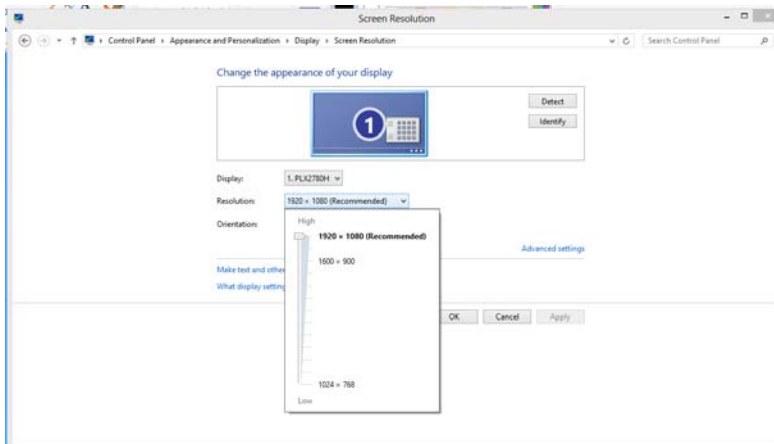 Screen Resolution
Control Panel › Appearance and Personalization › Display › Screen Resolution
Search Control Panel
Change the appearance of your display
1
Detect
Identify
Display:
1. PLX2780H
Resolution:
1920 × 1080 (Recommended)
Orientation:
High
1920 × 1080 (Recommended)
1600 × 900
1024 × 768
Low
Advanced settings
Make text and other
What display setting
OK
Cancel
Apply